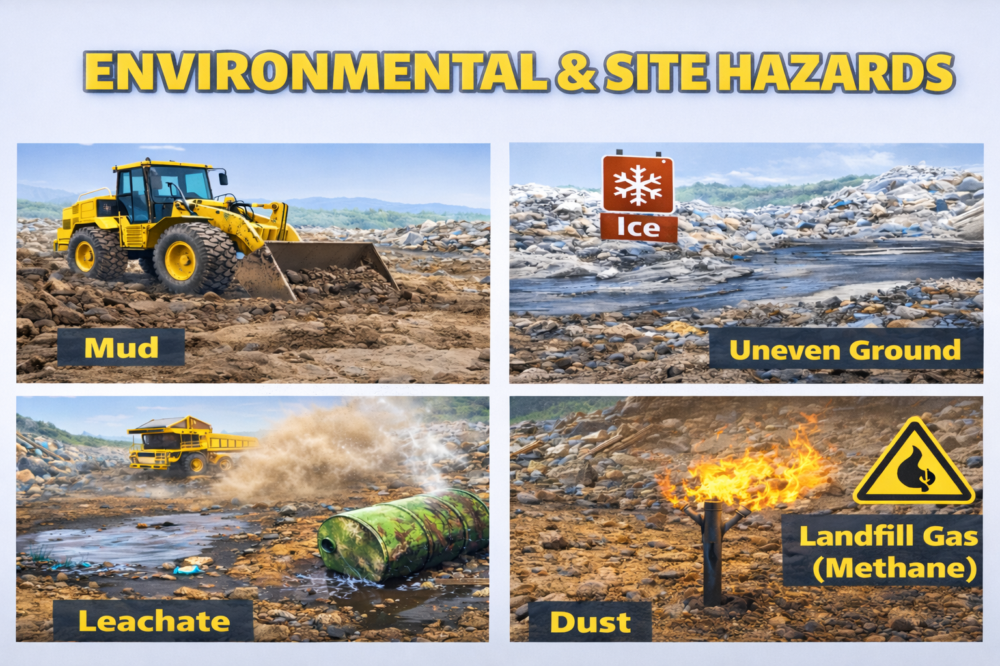 ENVIRONMENTAL & SITE HAZARDS
Mud
Ice
Uneven Ground
Leachate
Dust
Landfill Gas
(Methane)